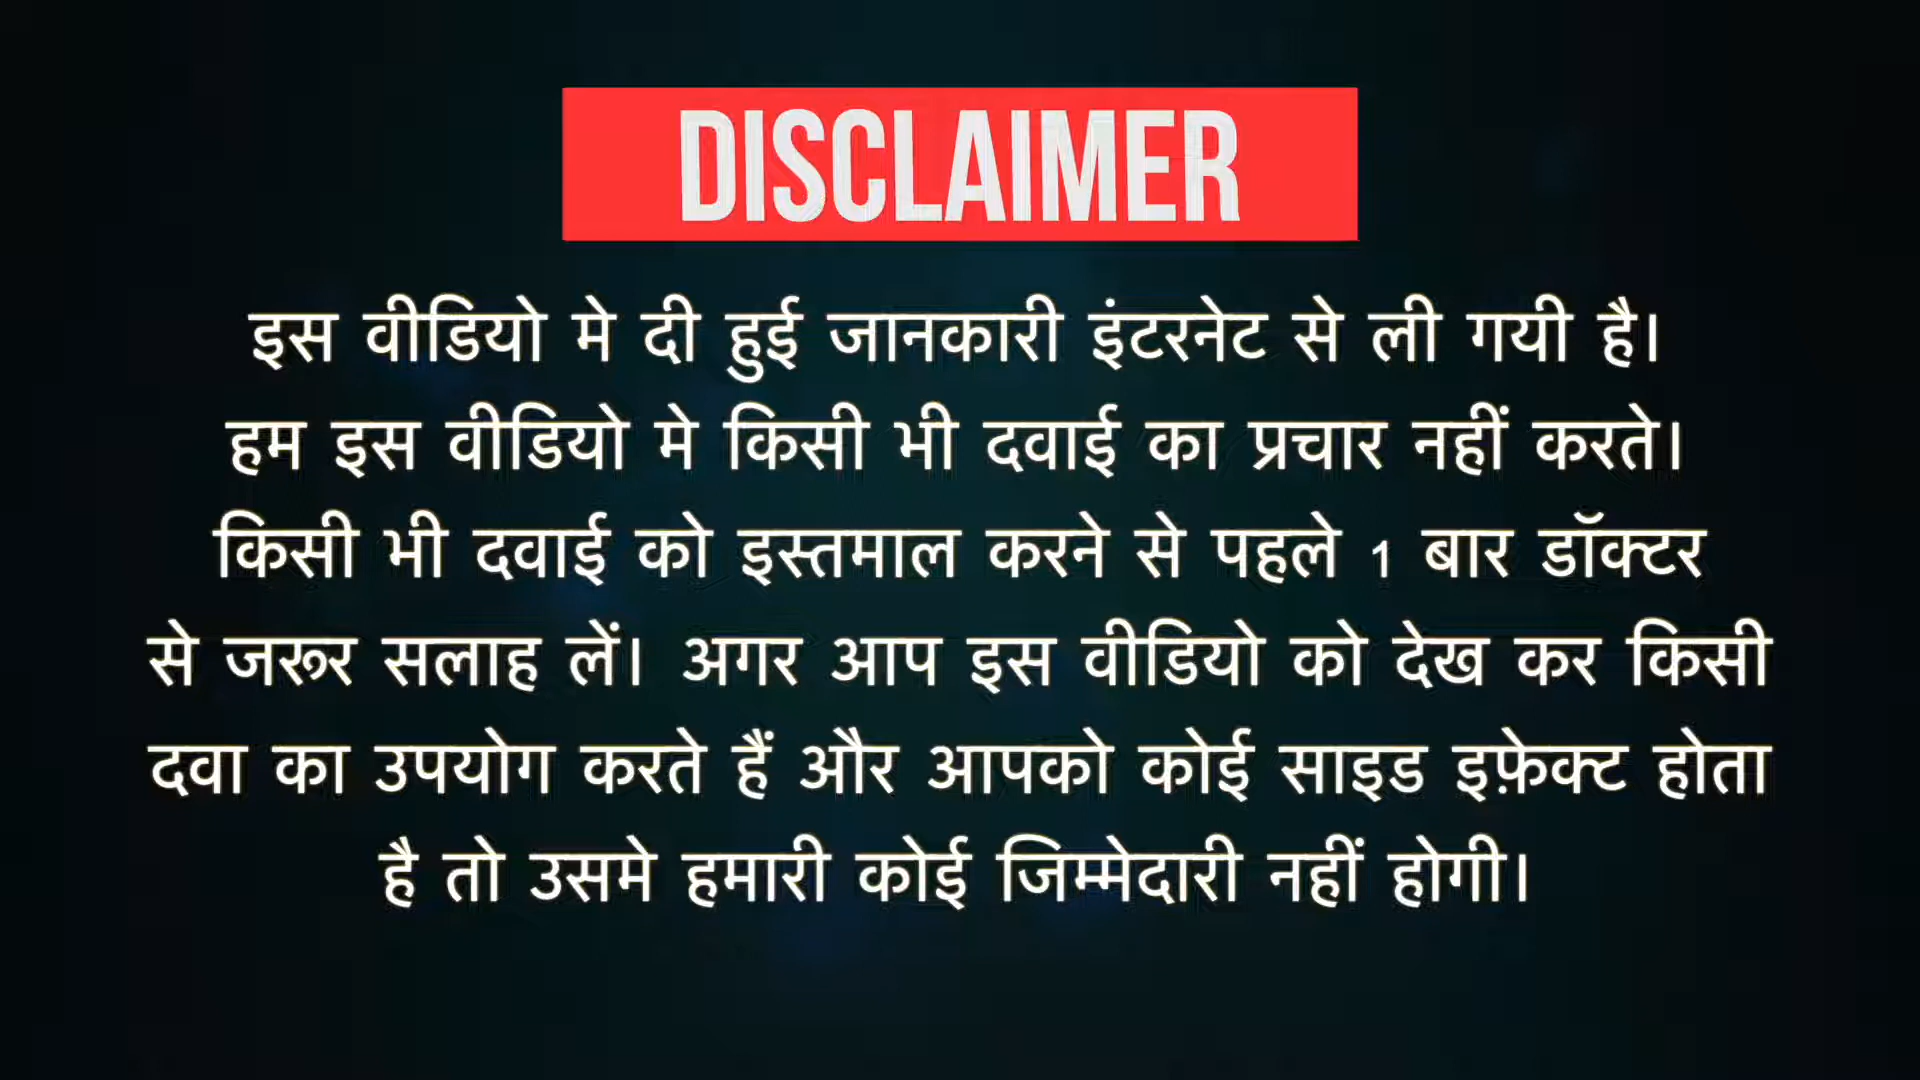 DISCLAIMER
इस वीडियो मे दी हुई जानकारी इंटरनेट से ली गयी है।
हम इस वीडियो मे किसी भी दवाई का प्रचार नहीं करते।
किसी भी दवाई को इस्तमाल करने से पहले 1 बार डॉक्टर
से जरूर सलाह लें। अगर आप इस वीडियो को देख कर किसी
दवा का उपयोग करते हैं और आपको कोई साइड इफ़ेक्ट होता
है तो उसमे हमारी कोई जिम्मेदारी नहीं होगी।